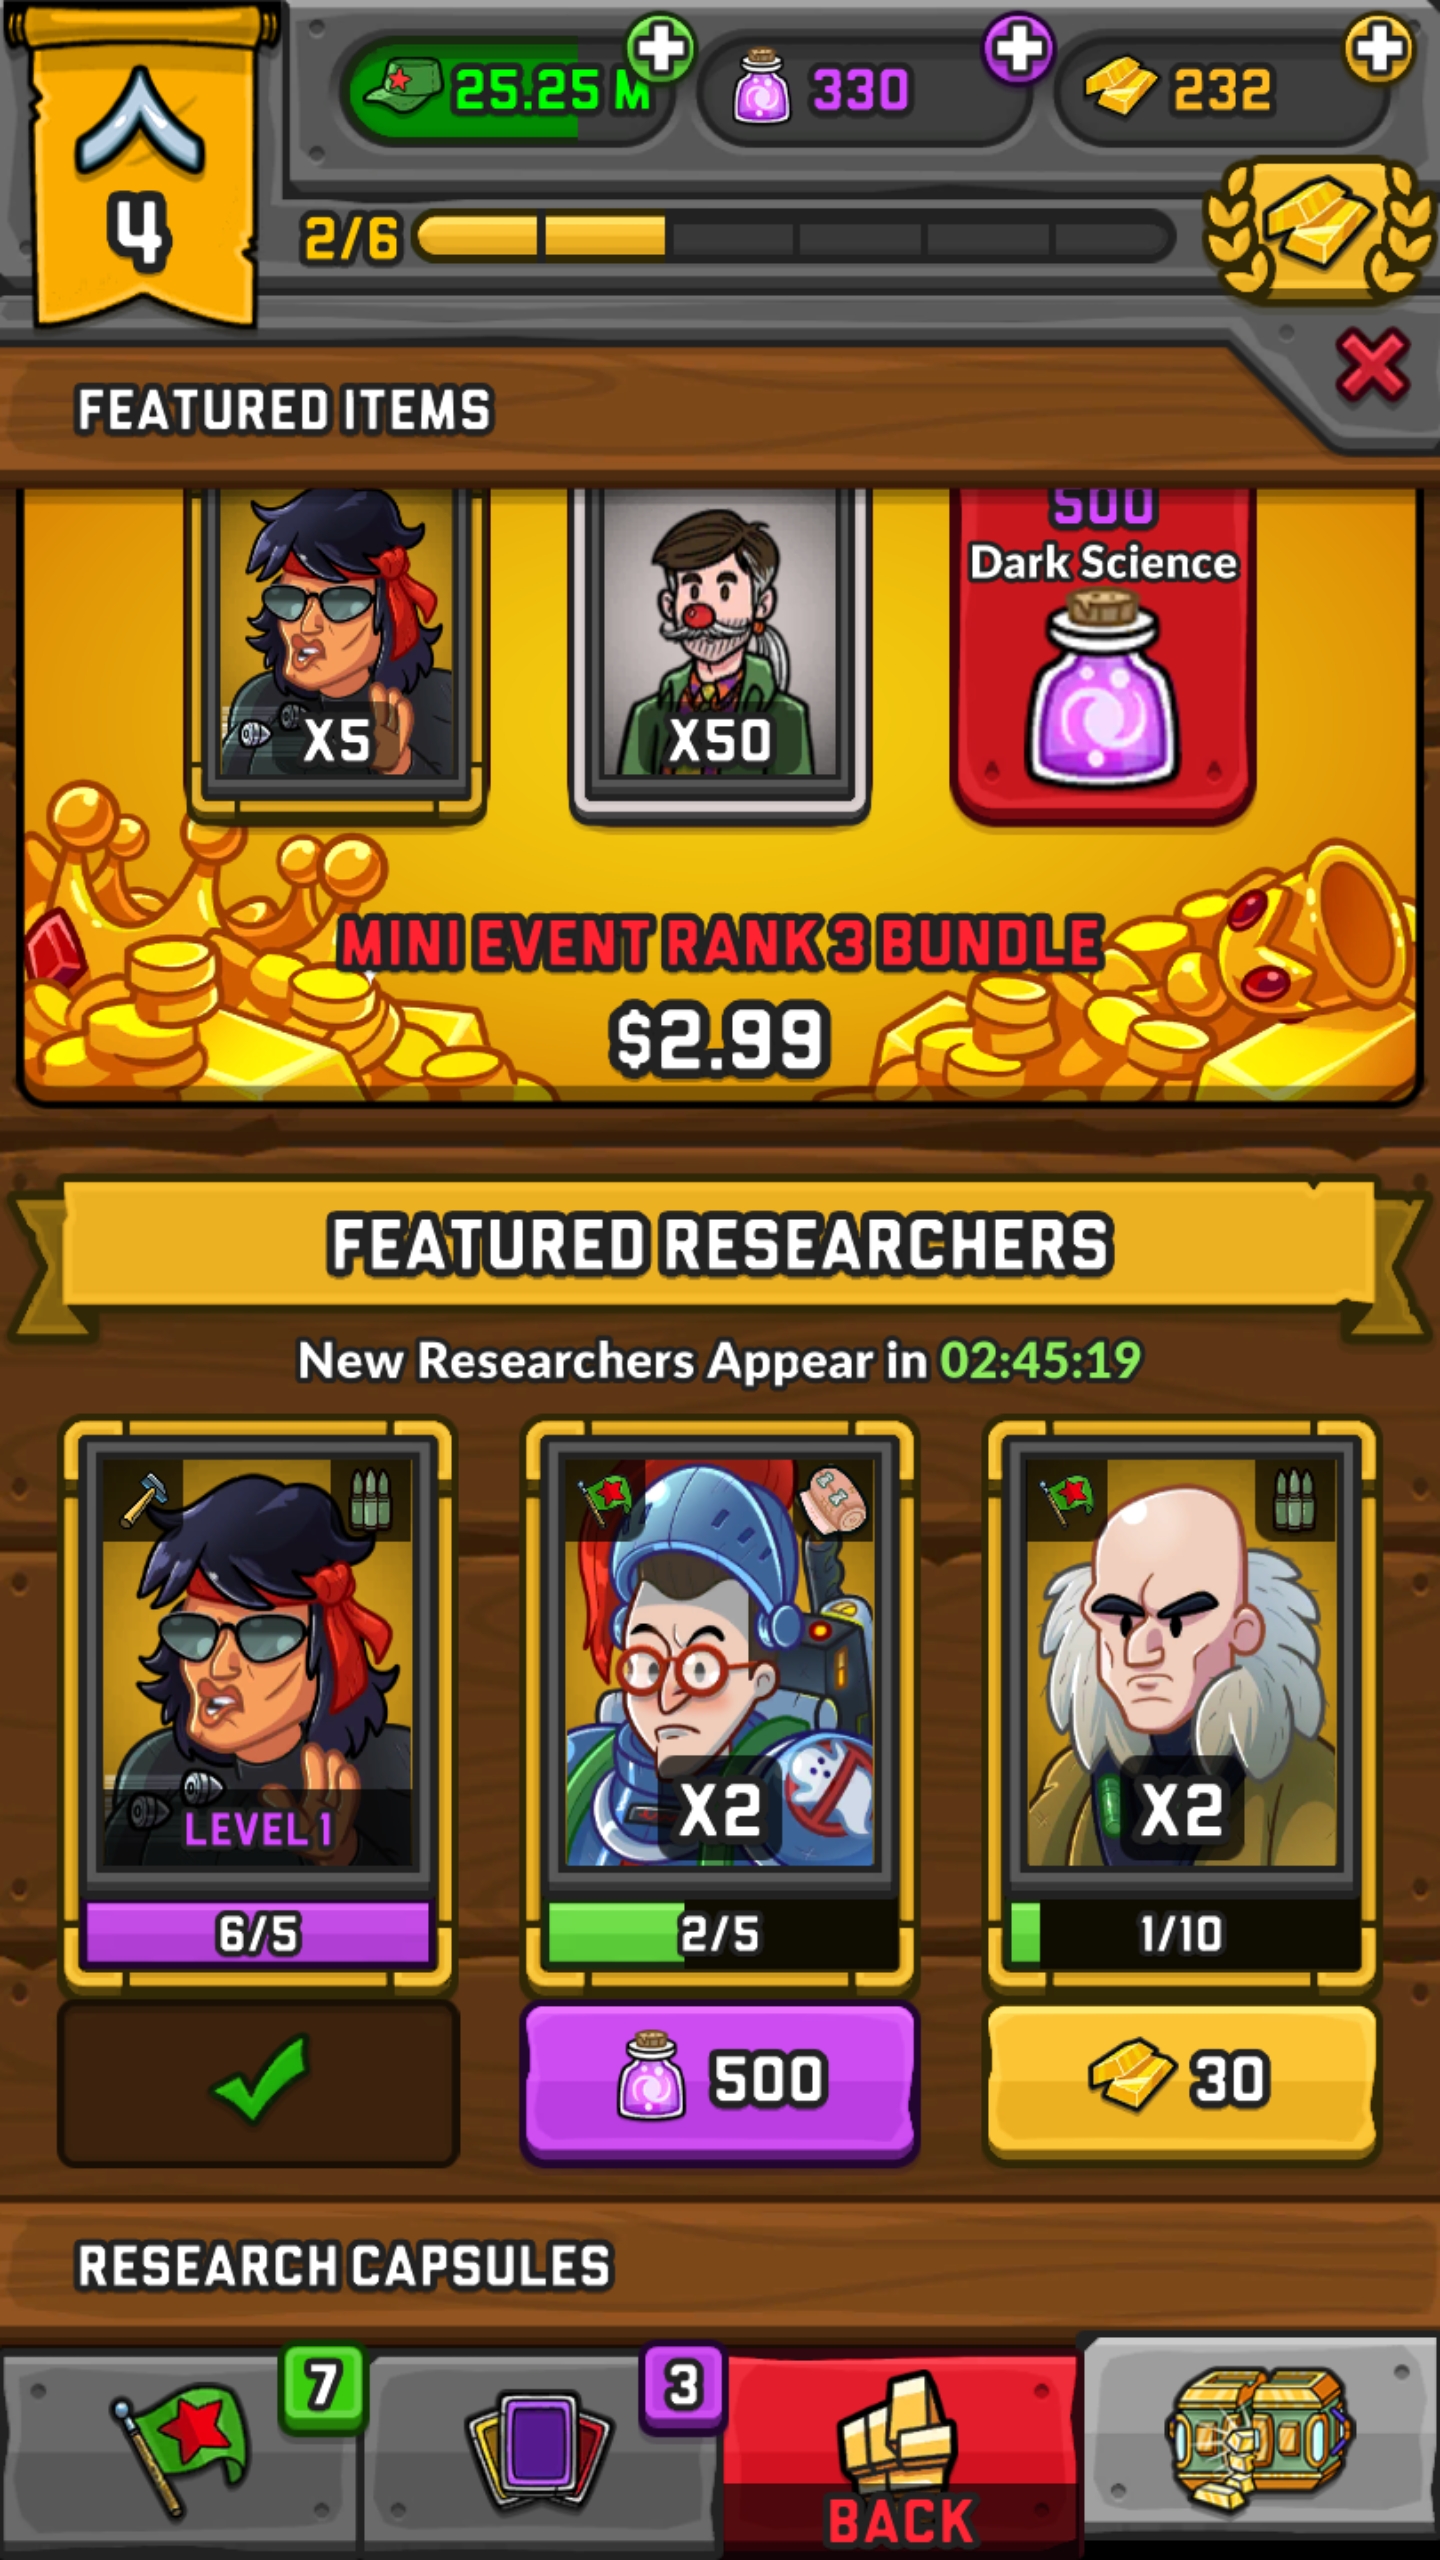 25.25 M
330
232
4
2/6
FEATURED ITEMS
500
Dark Science
X5
X50
MINI EVENT RANK 3 BUNDLE
$2.99
FEATURED RESEARCHERS
New Researchers Appear in 02:45:19
LEVEL 1
X2
X2
6/5
2/5
1/10
500
30
RESEARCH CAPSULES
7
3
BACK